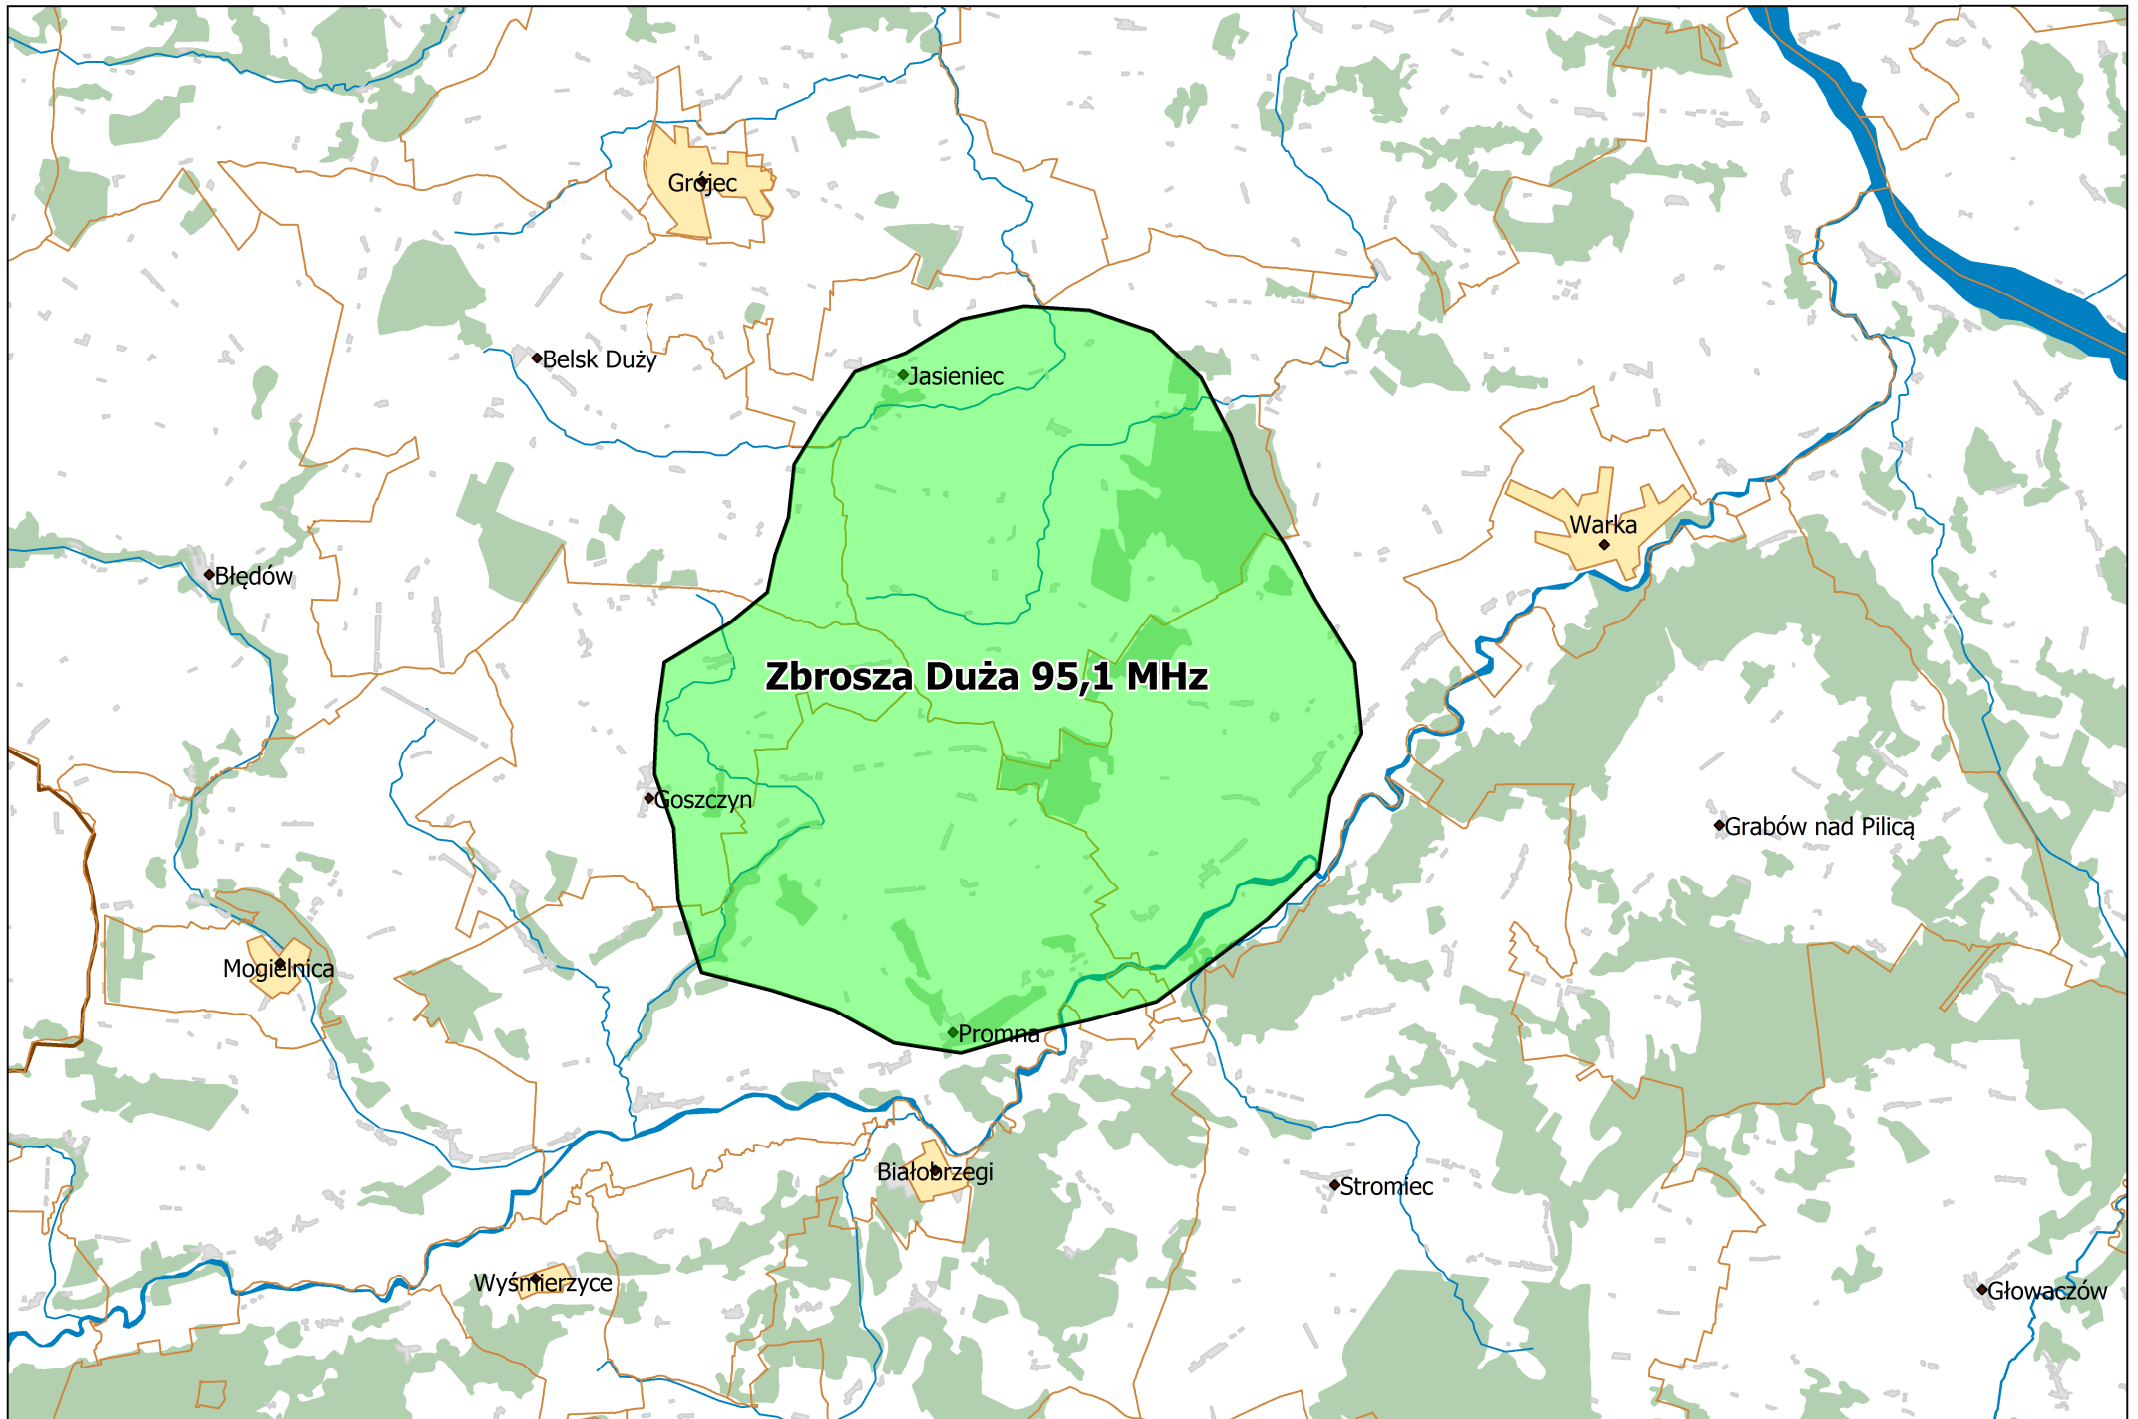 Grójec
Belsk Duży
Jasieniec
Warka
Błędów
Zbrosza Duża 95,1 MHz
Goszczyn
Grabów nad Pilicą
Mogielnica
Promna
Białobrzegi
Stromiec
Wyśmierzyce
Głowaczów